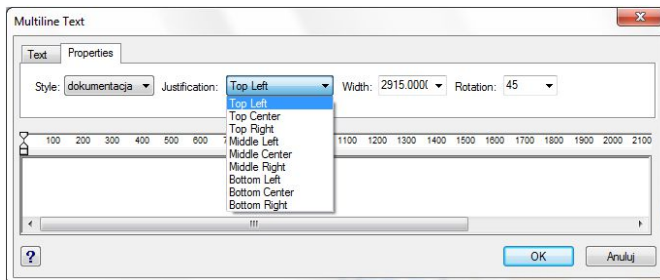 Multiline Text
Text Properties
Style: dokumentacja Justification: Top Left Width: 2915.000( Rotation: 45
Top Left
Top Center
Top Right
Middle Left
Middle Center
Middle Right
Bottom Left
Bottom Center
Bottom Right
100 200 300 400 500 600 1100 1200 1300 1400 1500 1600 1700 1800 1900 2000 2100
?
OK Anuluj